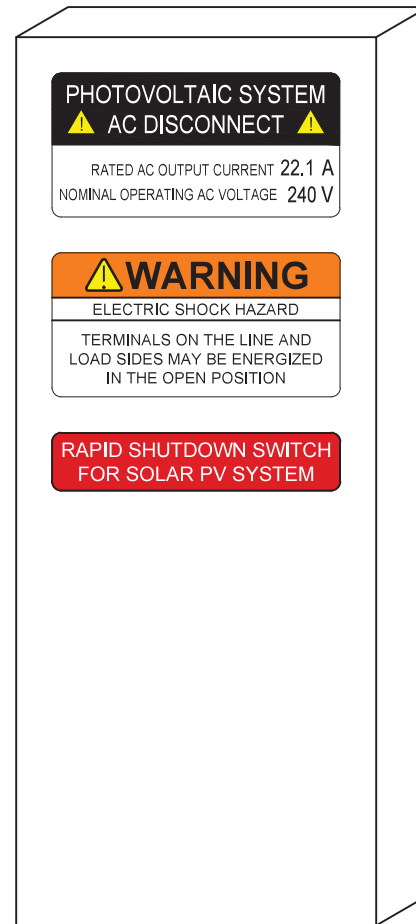 PHOTOVOLTAIC SYSTEM
AC DISCONNECT
RATED AC OUTPUT CURRENT 22.1 A
NOMINAL OPERATING AC VOLTAGE 240 V
WARNING
ELECTRIC SHOCK HAZARD
TERMINALS ON THE LINE AND
LOAD SIDES MAY BE ENERGIZED
IN THE OPEN POSITION
RAPID SHUTDOWN SWITCH
FOR SOLAR PV SYSTEM